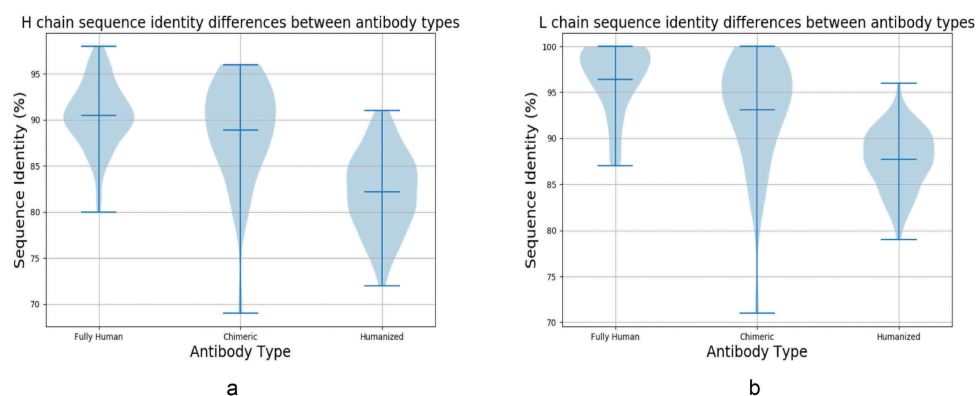 H chain sequence identity differences between antibody types
95
90
85
80
75
70
Sequence Identity (%)
Fully Human Chimeric Humanized
Antibody Type
a
L chain sequence identity differences between antibody types
100
95
90
85
80
75
70
Sequence Identity (%)
Fully Human Chimeric Humanized
Antibody Type
b